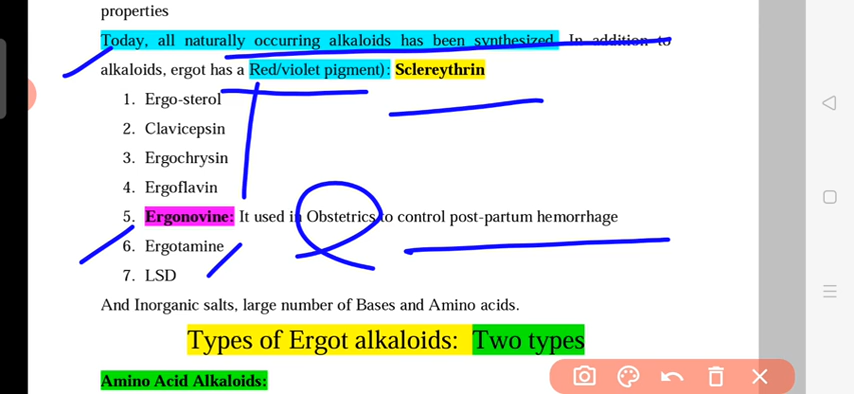 properties
Today, all naturally occurring alkaloids has been synthesized. In addition to
alkaloids, ergot has a Red/violet pigment): Sclereythrin
1. Ergo-sterol
2. Clavicepsin
3. Ergochrysin
4. Ergoflavin
5. Ergonovine: It used in Obstetrics to control post-partum hemorrhage
6. Ergotamine
7. LSD
And Inorganic salts, large number of Bases and Amino acids.
Types of Ergot alkaloids: Two types
Amino Acid Alkaloids: